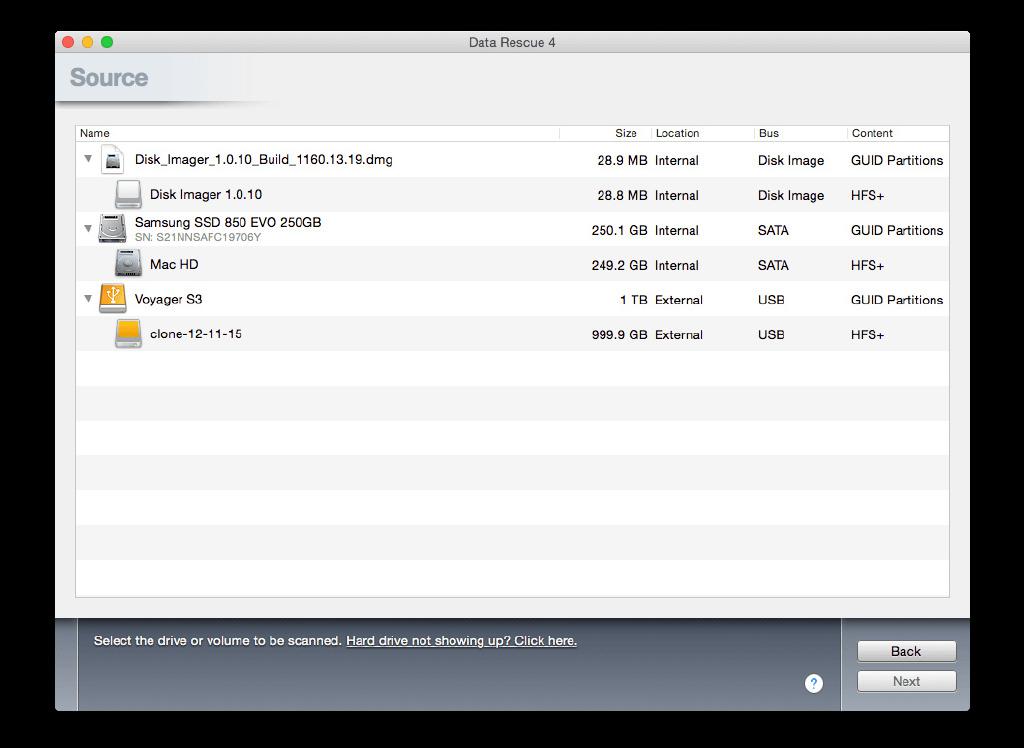 Data Rescue 4
Source
Name Size Location Bus Content
Disk_Imager_1.0.10_Build_1160.13.19.dmg 28.9 MB Internal Disk Image GUID Partitions
Disk Imager 1.0.10 28.8 MB Internal Disk Image HFS+
Samsung SSD 850 EVO 250GB
SN: S21NNSAFC19706Y
250.1 GB Internal SATA GUID Partitions
Mac HD 249.2 GB Internal SATA HFS+
Voyager S3 1 TB External USB GUID Partitions
clone-12-11-15 999.9 GB External USB HFS+
Select the drive or volume to be scanned. Hard drive not showing up? Click here.
Back
?
Next